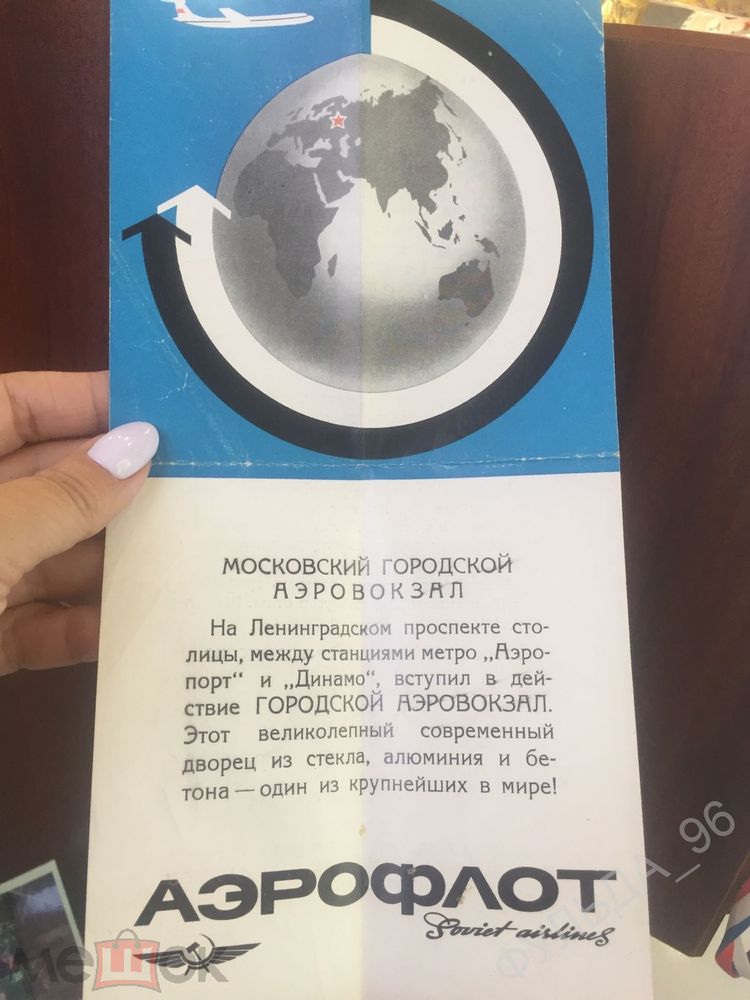 МОСКОВСКИЙ ГОРОДСКОЙ
АЭРОВОКЗАЛ
На Ленинградском проспекте сто-
лицы, между станциями метро „Аэро-
порт“ и „Динамо“, вступил в дей-
ствие ГОРОДСКОЙ АЭРОВОКЗАЛ.
Этот великолепный современный
дворец из стекла, алюминия и бе-
тона — один из крупнейших в мире!
АЭРОФЛОТ
Soviet airlines
мешок
ФУЛЬДА_96